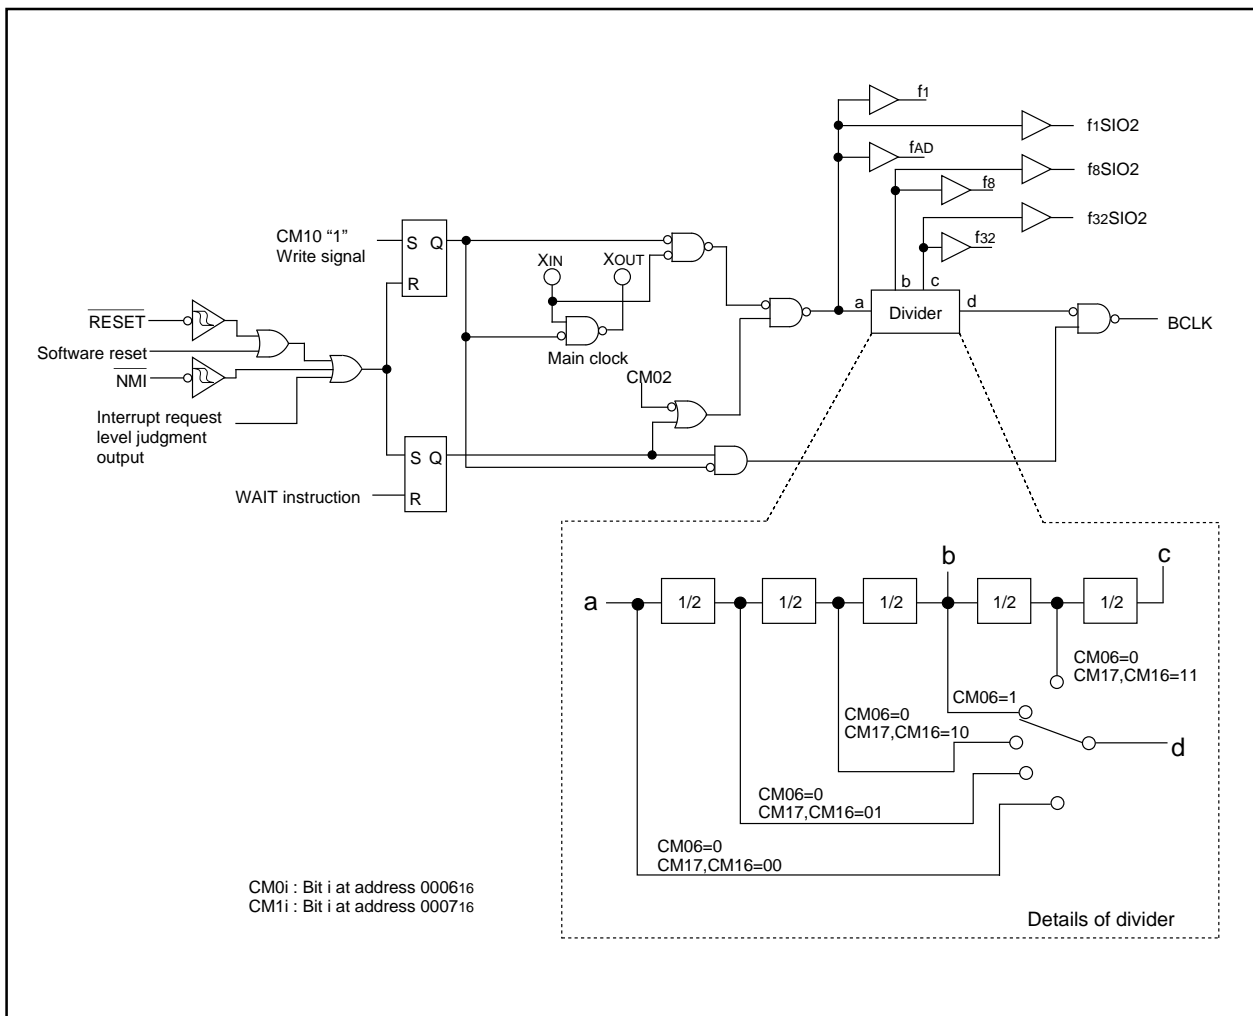 f1
f1SIO2
fAD
f8SIO2
f8
f32SIO2
f32
CM10 “1”
Write signal
S Q
R
XIN
XOUT
RESET
Software reset
NMI
Interrupt request
level judgment
output
Main clock
CM02
a
b
c
d
Divider
BCLK
S Q
R
WAIT instruction
a
1/2
1/2
1/2
b
1/2
1/2
c
CM06=0
CM17,CM16=11
CM06=1
CM06=0
CM17,CM16=10
d
CM06=0
CM17,CM16=01
CM06=0
CM17,CM16=00
CM0i : Bit i at address 000616
CM1i : Bit i at address 000716
Details of divider